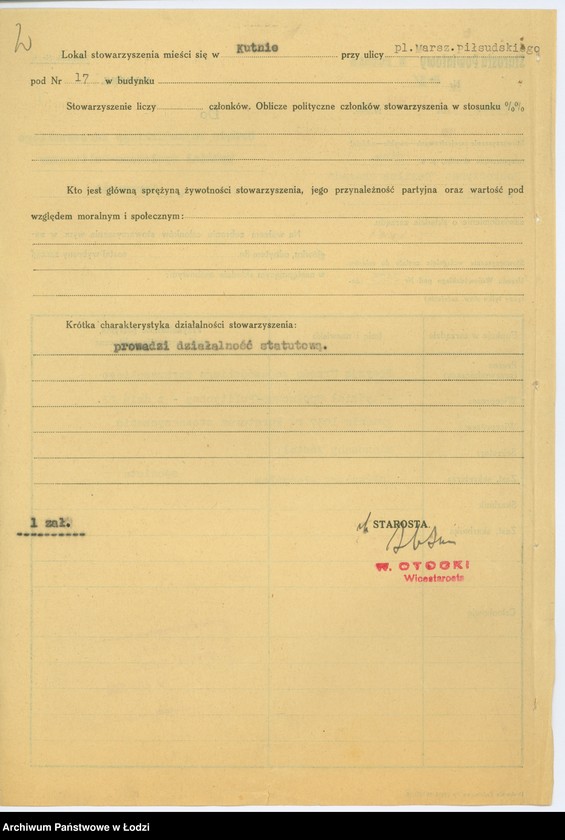 Lokal stowarzyszenia mieści się w Kutnie przy ulicy pl.marsz.piłsudskiego
pod Nr 17 w budynku
Stowarzyszenie liczy członków. Oblicze polityczne członków stowarzyszenia w stosunku %%
Kto jest główną sprężyną żywotności stowarzyszenia, jego przynależność partyjna oraz wartość pod
względem moralnym i społecznym:
Krótka charakterystyka działalności stowarzyszenia:
prowadzi działalność statutową.
1 zał.
STAROSTA
W. OTOCKI
Wicestarosta
Archiwum Państwowe w Łodzi